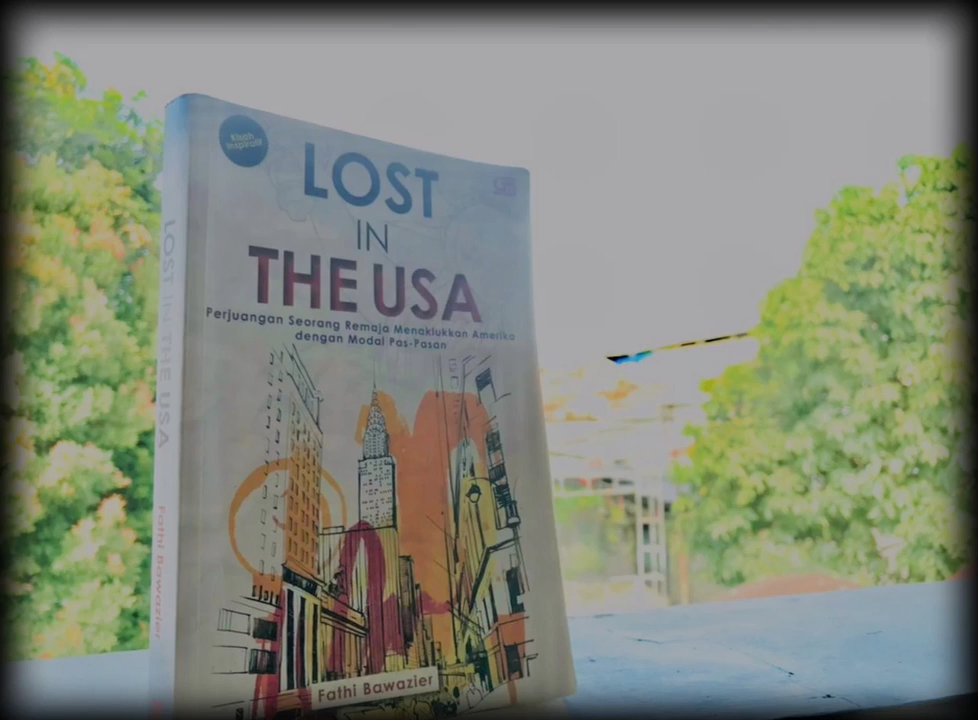 Kisah
Inspiratif
LOST
IN
THE USA
Perjuangan Seorang Remaja Menaklukkan Amerika
dengan Modal Pas-Pasan
Fathi Bawazier
LOST IN THE USA
Fathi Bawazier